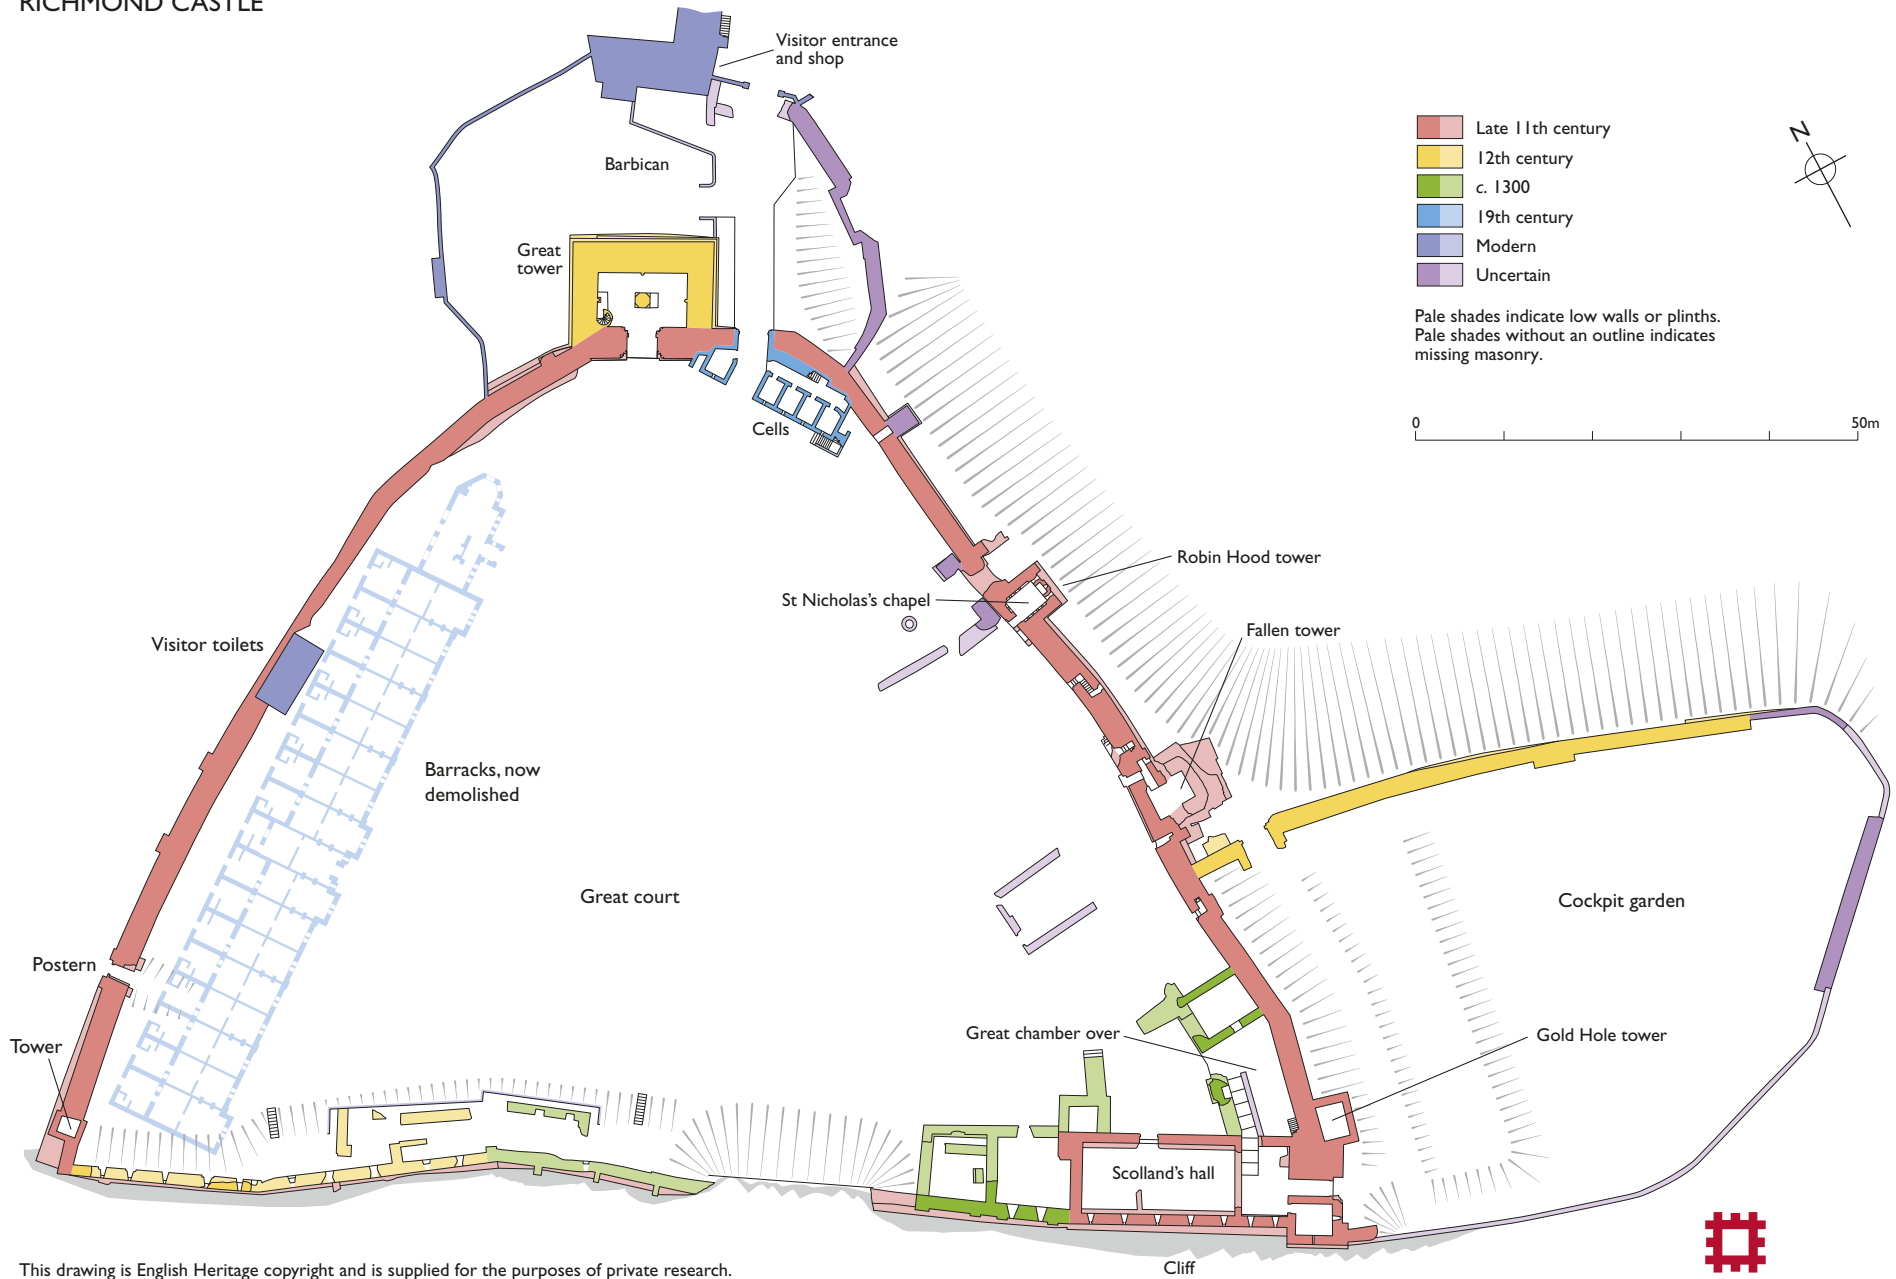 RICHMOND CASTLE
Visitor entrance
and shop
Barbican
Great
tower
Cells
Late 11th century
12th century
c. 1300
19th century
Modern
Uncertain
N
Pale shades indicate low walls or plinths.
Pale shades without an outline indicates
missing masonry.
0
50m
Robin Hood tower
St Nicholas's chapel
Fallen tower
Visitor toilets
Barracks, now
demolished
Great court
Cockpit garden
Postern
Tower
Great chamber over
Gold Hole tower
Scolland's hall
Cliff
This drawing is English Heritage copyright and is supplied for the purposes of private research.